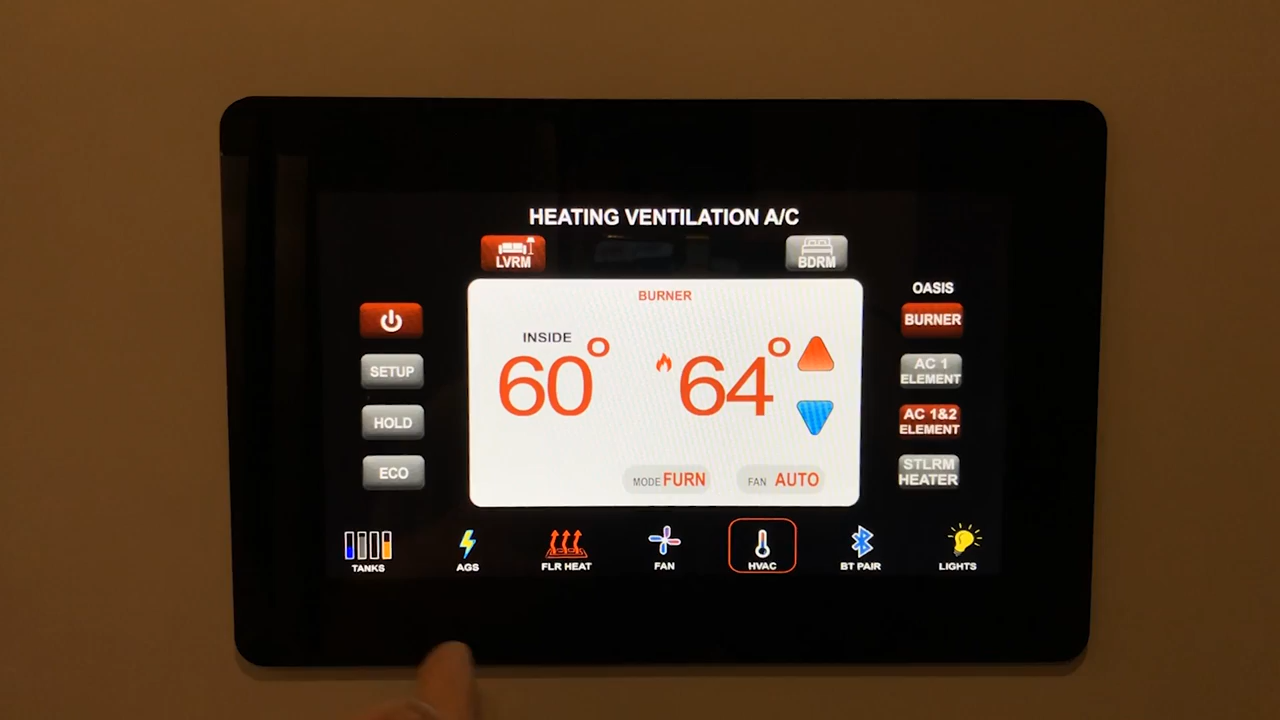 HEATING VENTILATION A/C
LVRM
BDRM
BURNER
INSIDE
60°
64°
MODE FURN
FAN AUTO
SETUP
HOLD
ECO
OASIS
BURNER
AC 1
ELEMENT
AC 1&2
ELEMENT
STLRM
HEATER
TANKS
AGS
FLR HEAT
FAN
HVAC
BT PAIR
LIGHTS